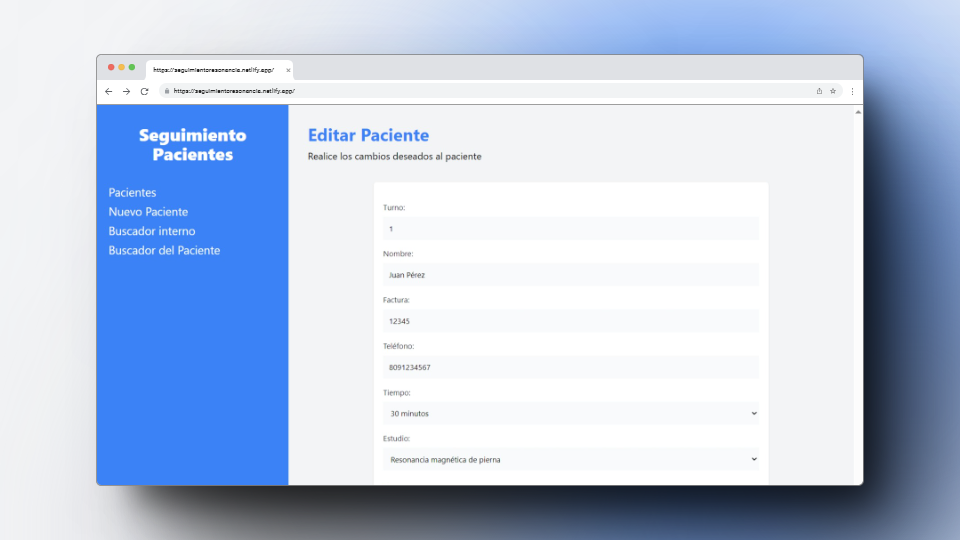 https://seguimientoresonancia.netlify.app/
https://seguimientoresonancia.netlify.app/
Seguimiento
Pacientes
Pacientes
Nuevo Paciente
Buscador interno
Buscador del Paciente
Editar Paciente
Realice los cambios deseados al paciente
Turno:
1
Nombre:
Juan Pérez
Factura:
12345
Teléfono:
8091234567
Tiempo:
30 minutos
Estudio:
Resonancia magnética de pierna